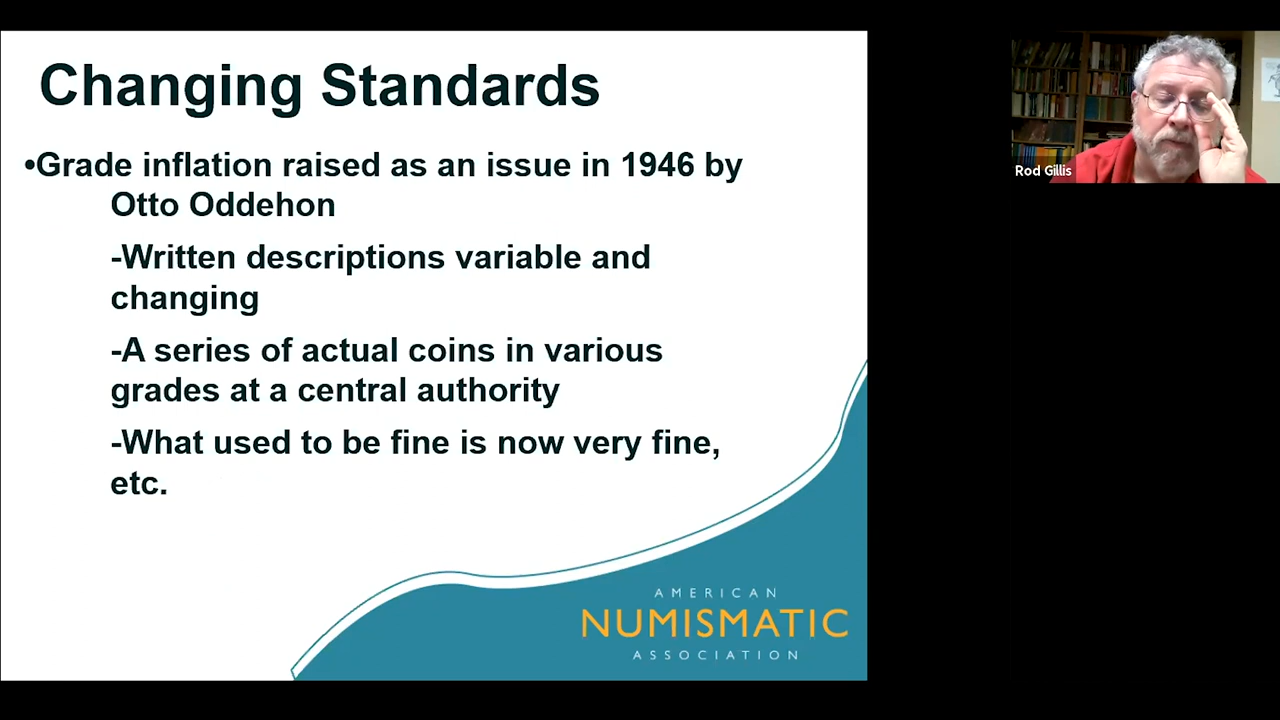 Changing Standards
•Grade inflation raised as an issue in 1946 by
Otto Oddehon
-Written descriptions variable and
changing
-A series of actual coins in various
grades at a central authority
-What used to be fine is now very fine,
etc.
AMERICAN
NUMISMATIC
ASSOCIATION
Rod Gillis